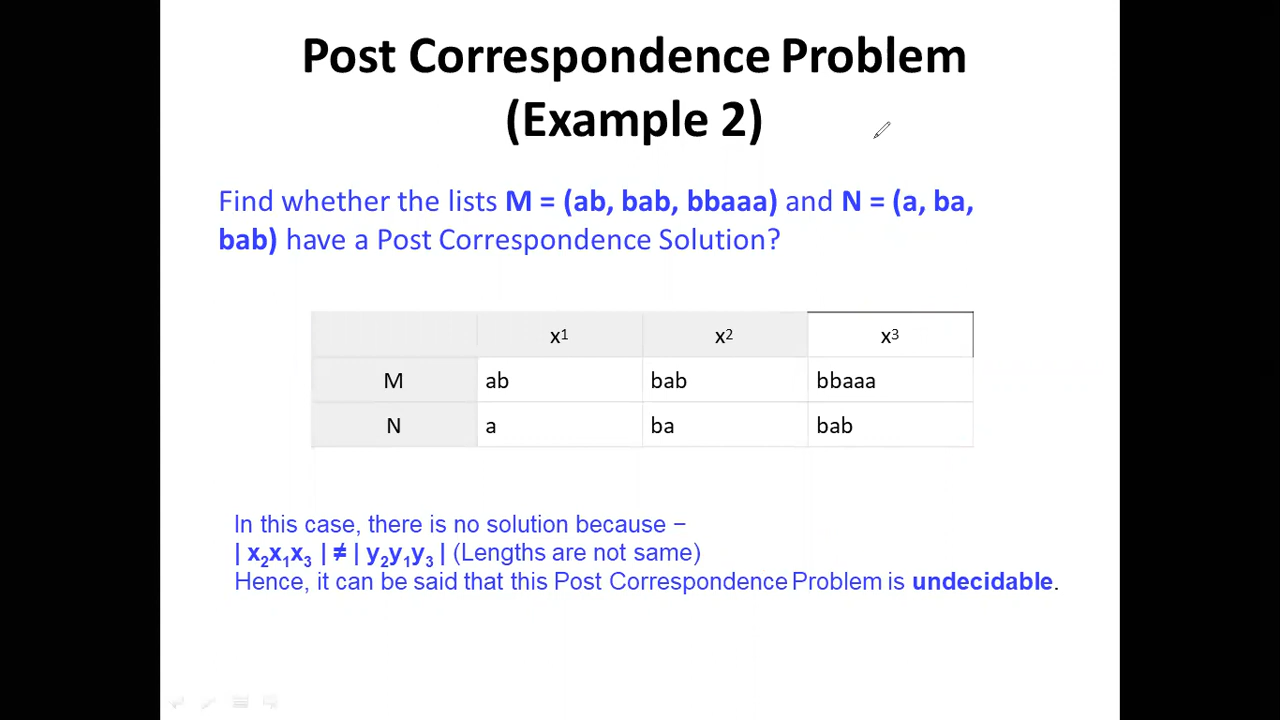 Post Correspondence Problem
(Example 2)
Find whether the lists M = (ab, bab, bbaaa) and N = (a, ba,
bab) have a Post Correspondence Solution?
x1 x2 x3
M ab bab bbaaa
N a ba bab
In this case, there is no solution because −
| x2x1x3 | ≠ | y2y1y3 | (Lengths are not same)
Hence, it can be said that this Post Correspondence Problem is undecidable.